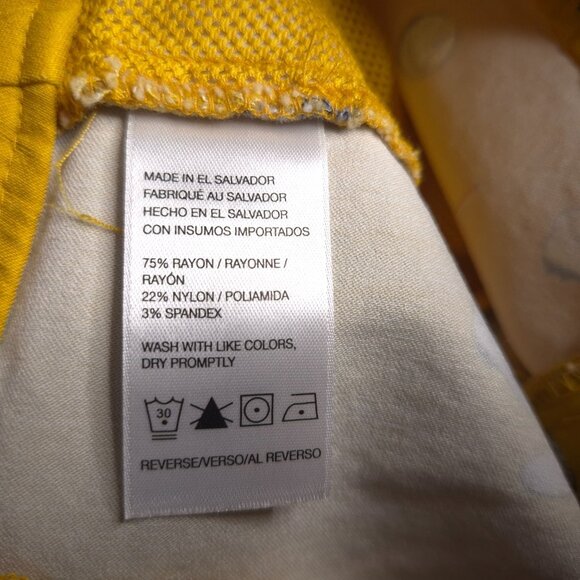 MADE IN EL SALVADOR
FABRIQUÉ AU SALVADOR
HECHO EN EL SALVADOR
CON INSUMOS IMPORTADOS
75% RAYON / RAYONNE /
RAYÓN
22% NYLON / POLIAMIDA
3% SPANDEX
WASH WITH LIKE COLORS,
DRY PROMPTLY
30
REVERSE/VERSO/AL REVERSO